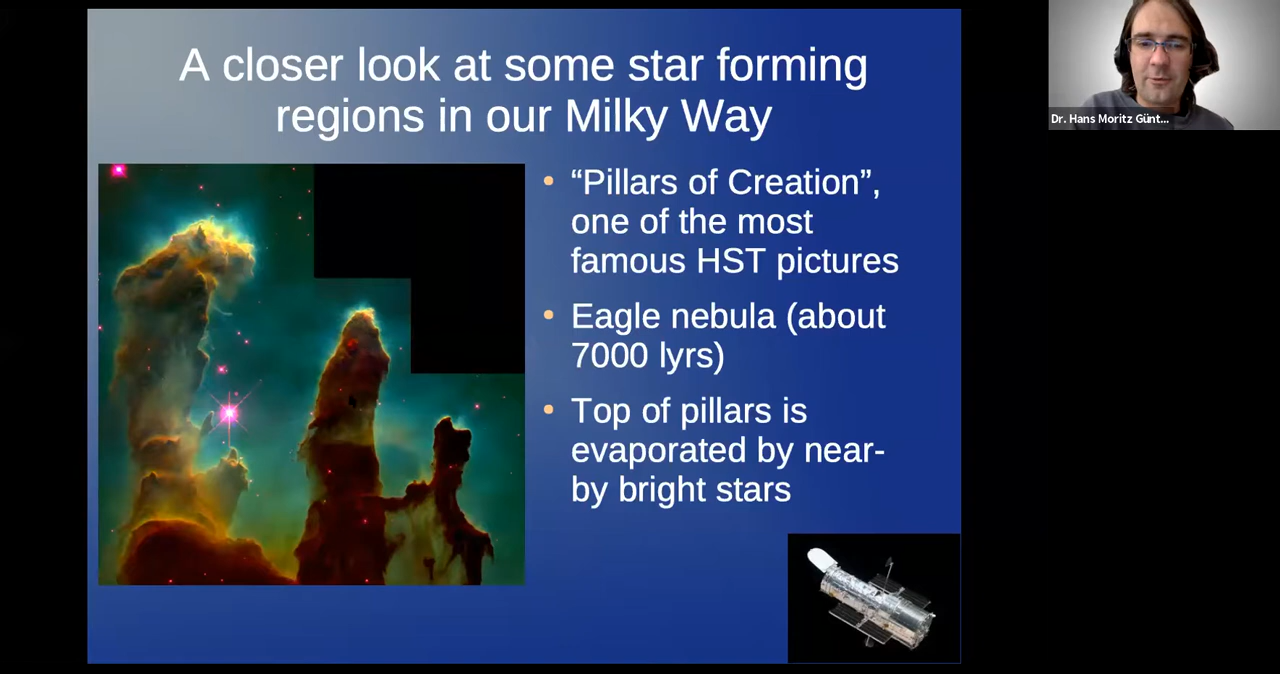 A closer look at some star forming
regions in our Milky Way
“Pillars of Creation”,
one of the most
famous HST pictures
Eagle nebula (about
7000 lyrs)
Top of pillars is
evaporated by near-
by bright stars
Dr. Hans Moritz Günt...